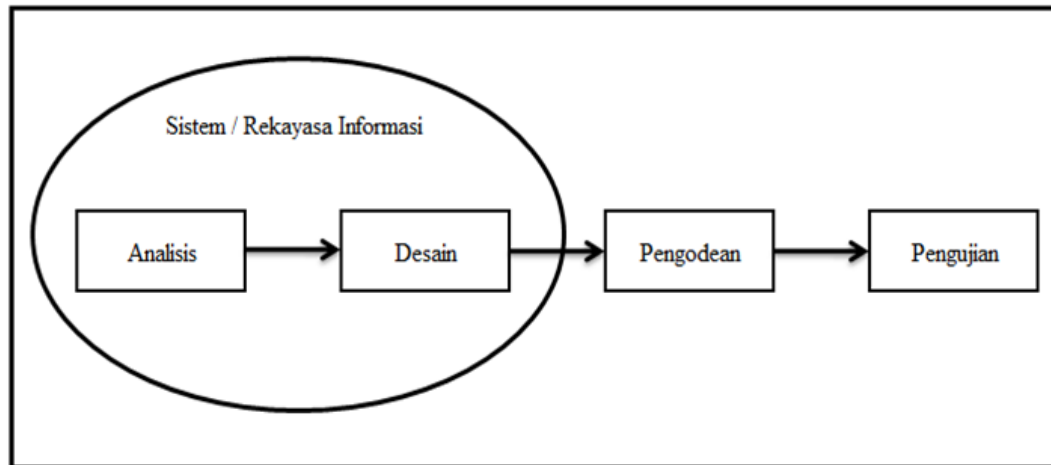 Sistem / Rekayasa Informasi
Analisis
Desain
Pengodean
Pengujian